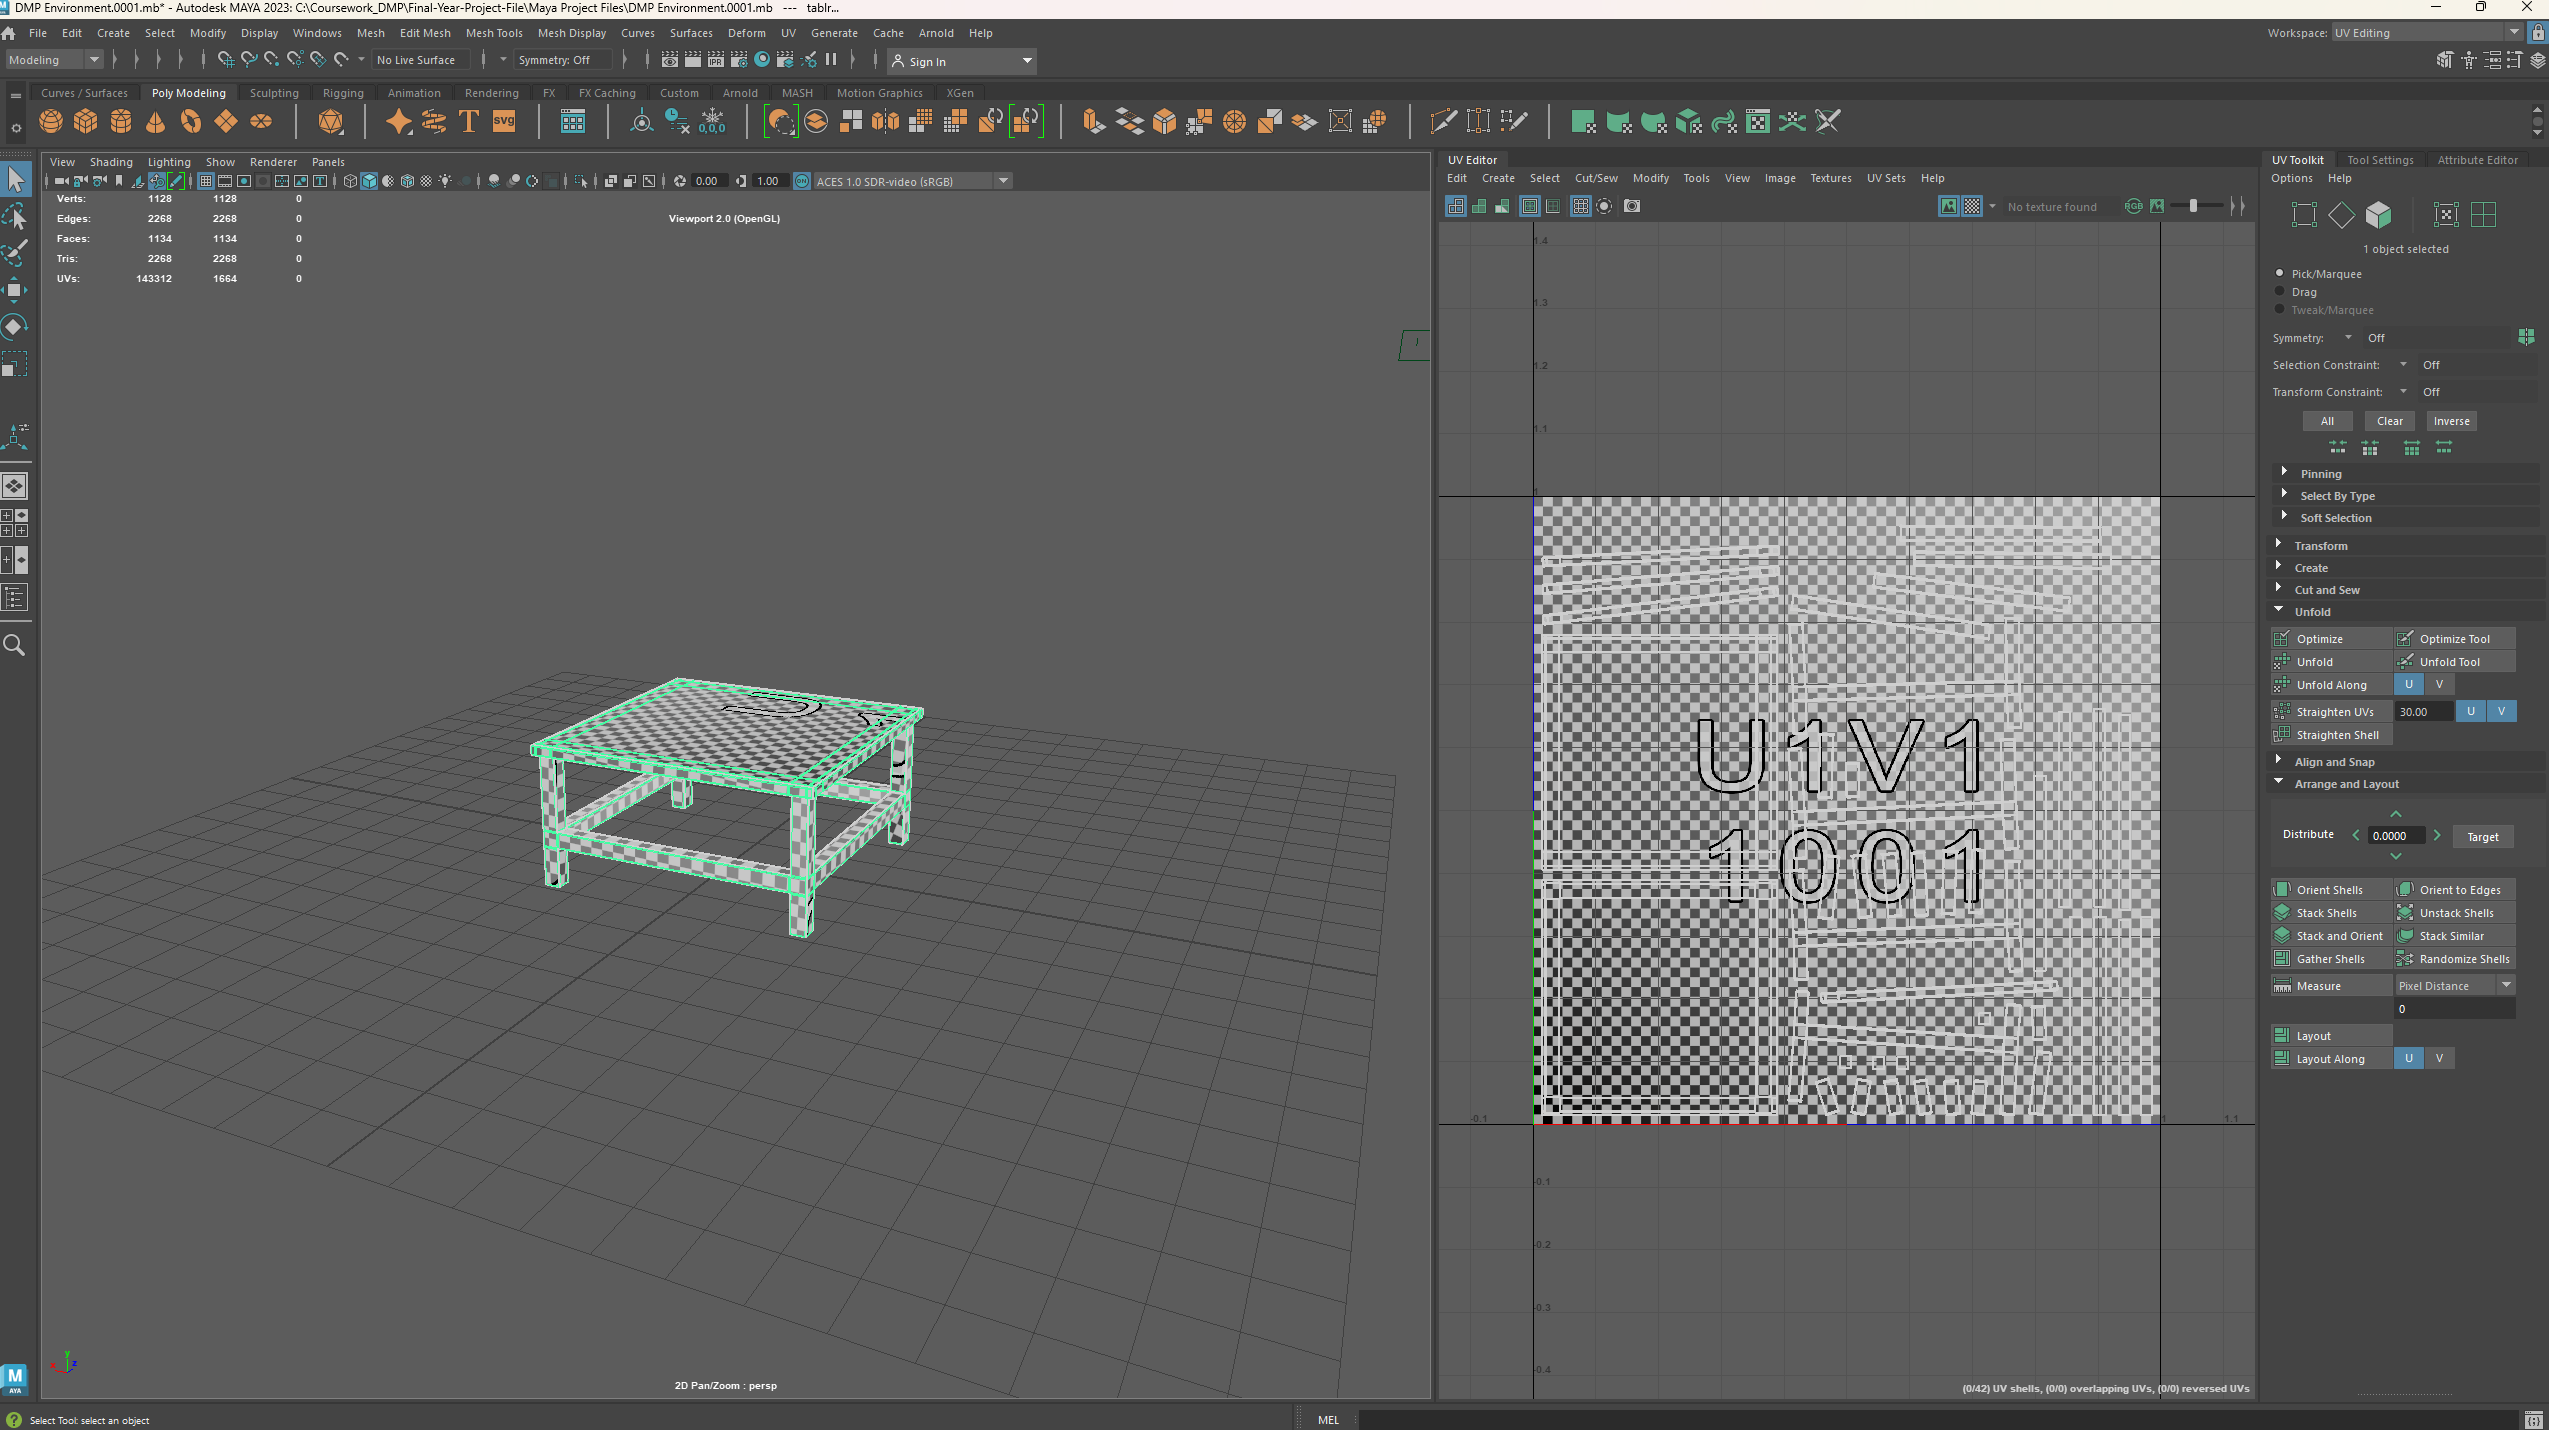 DMP Environment.0001.mb* - Autodesk MAYA 2023: C:\Coursework_DMP\Final-Year-Project-File\Maya Project Files\DMP Environment.0001.mb --- tablr...
File Edit Create Select Modify Display Windows Mesh Edit Mesh Mesh Tools Mesh Display Curves Surfaces Deform UV Generate Cache Arnold Help
Workspace: UV Editing
Modeling No Live Surface Symmetry: Off Sign In
Curves / Surfaces Poly Modeling Sculpting Rigging Animation Rendering FX FX Caching Custom Arnold MASH Motion Graphics XGen
T svg 0,0,0
View Shading Lighting Show Renderer Panels
0.00 1.00 ACES 1.0 SDR-video (sRGB)
Verts: 1128 1128 0
Edges: 2268 2268 0
Faces: 1134 1134 0
Tris: 2268 2268 0
UVs: 143312 1664 0
Viewport 2.0 (OpenGL)
2D Pan/Zoom : persp
UV Editor
Edit Create Select Cut/Sew Modify Tools View Image Textures UV Sets Help
No texture found RGB
1.4
1.3
1.2
1.1
1
U1V1
1001
-0.1 1 1.1
-0.1
-0.2
-0.3
-0.4
(0/42) UV shells, (0/0) overlapping UVs, (0/0) reversed UVs
UV Toolkit Tool Settings Attribute Editor
Options Help
1 object selected
Pick/Marquee
Drag
Tweak/Marquee
Symmetry: Off
Selection Constraint: Off
Transform Constraint: Off
All Clear Inverse
Pinning
Select By Type
Soft Selection
Transform
Create
Cut and Sew
Unfold
Optimize Optimize Tool
Unfold Unfold Tool
Unfold Along U V
Straighten UVs 30.00 U V
Straighten Shell
Align and Snap
Arrange and Layout
Distribute 0.0000 Target
Orient Shells Orient to Edges
Stack Shells Unstack Shells
Stack and Orient Stack Similar
Gather Shells Randomize Shells
Measure Pixel Distance
0
Layout
Layout Along U V
M
AYA
Select Tool: select an object
MEL